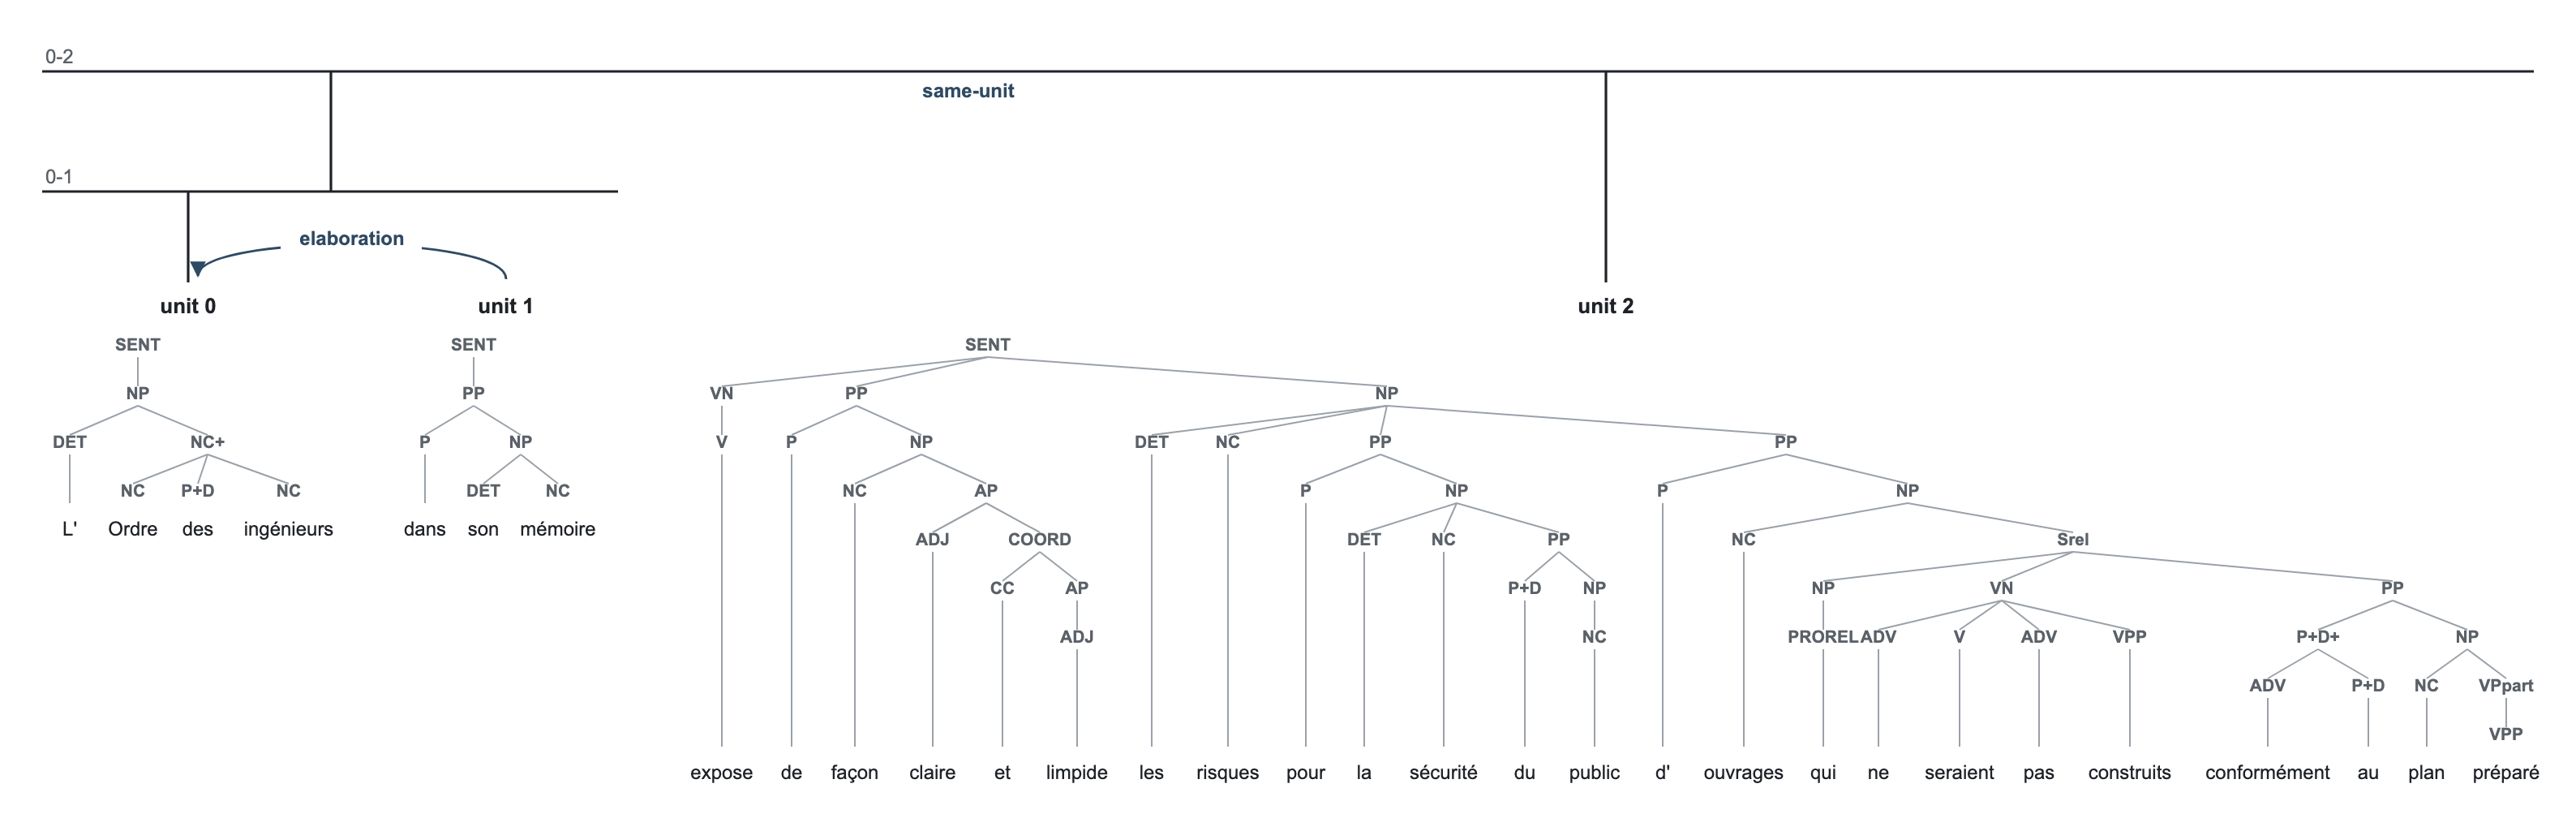 0-2
same-unit
0-1
elaboration
unit 0 unit 1 unit 2
SENT SENT SENT
NP PP VN PP NP
DET NC+ P NP V P NP DET NC PP PP
NC P+D NC DET NC NC AP P NP P NP
L' Ordre des ingénieurs dans son mémoire
ADJ COORD DET NC PP NC Srel
CC AP P+D NP NP VN PP
ADJ NC PROREL ADV V ADV VPP P+D+ NP
ADV P+D NC VPpart
VPP
expose de façon claire et limpide les risques pour la sécurité du public d' ouvrages qui ne seraient pas construits conformément au plan préparé